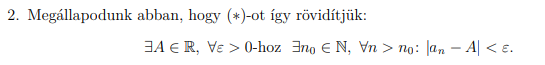 2. Megállapodunk abban, hogy (∗)-ot így rövidítjük:
∃A ∈ ℝ, ∀ε > 0-hoz ∃n₀ ∈ ℕ, ∀n > n₀: |aₙ − A| < ε.